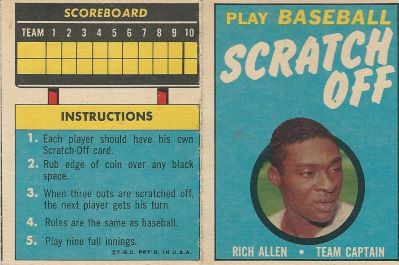 SCOREBOARD
TEAM 1 2 3 4 5 6 7 8 9 10
INSTRUCTIONS
1. Each player should have his own
Scratch-Off card.
2. Rub edge of coin over any black
space.
3. When three outs are scratched off,
the next player gets his turn.
4. Rules are the same as baseball.
5. Play nine full innings.
©T.C.G. PRT'D. IN U.S.A.
PLAY BASEBALL
SCRATCH
OFF
RICH ALLEN • TEAM CAPTAIN